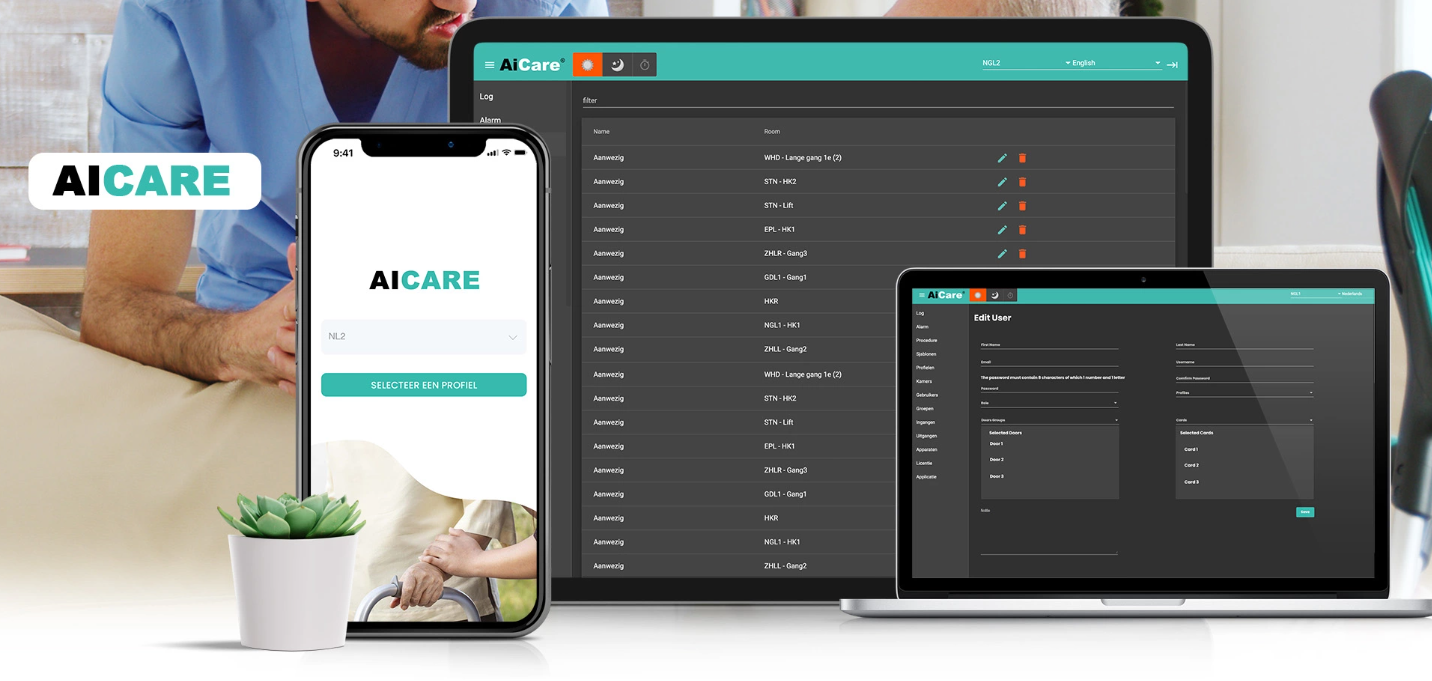 AICARE
9:41
AICARE
NL2
SELECTEER EEN PROFIEL
AiCare®
NGL2
English
Log
Alarm
filter
Name Room
Aanwezig WHD - Lange gang 1e (2)
Aanwezig STN - HK2
Aanwezig STN - Lift
Aanwezig EPL - HK1
Aanwezig ZHLR - Gang3
Aanwezig GDL1 - Gang1
Aanwezig HKR
Aanwezig NGL1 - HK1
Aanwezig ZHLL - Gang2
Aanwezig WHD - Lange gang 1e (2)
Aanwezig STN - HK2
Aanwezig STN - Lift
Aanwezig EPL - HK1
Aanwezig ZHLR - Gang3
Aanwezig GDL1 - Gang1
Aanwezig HKR
Aanwezig NGL1 - HK1
Aanwezig ZHLL - Gang2
AiCare
NGL1
Nederlands
Log
Alarm
Procedure
Sjablonen
Profielen
Kamers
Gebruikers
Groepen
Ingangen
Uitgangen
Apparaten
Licentie
Applicatie
Edit User
First Name Last Name
Email Username
The password must contain 8 characters of which 1 number and 1 letter
Password Confirm Password
Role Profiles
Doors Groups Cards
Selected Doors Selected Cards
Door 1 Card 1
Door 2 Card 2
Door 3 Card 3
Save